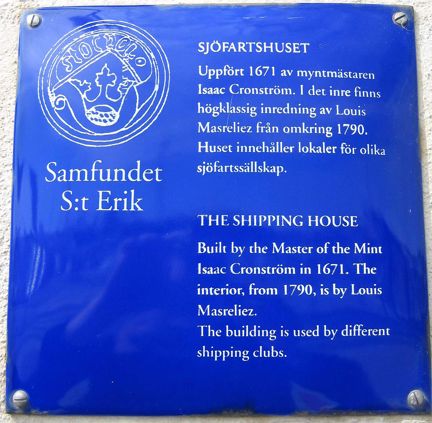 Samfundet
S:t Erik
SJÖFARTSHUSET
Uppfört 1671 av myntmästaren
Isaac Cronström. I det inre finns
högklassig inredning av Louis
Masreliez från omkring 1790.
Huset innehåller lokaler för olika
sjöfartssällskap.
THE SHIPPING HOUSE
Built by the Master of the Mint
Isaac Cronström in 1671. The
interior, from 1790, is by Louis
Masreliez.
The building is used by different
shipping clubs.